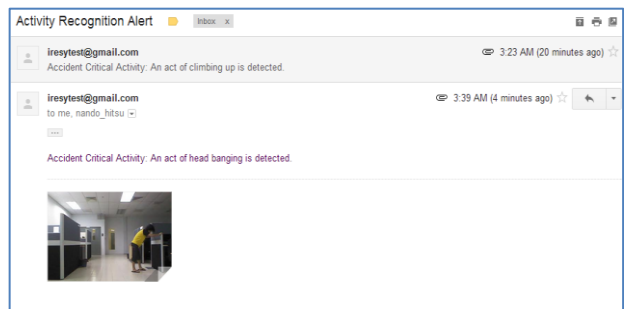 Activity Recognition Alert
Inbox x
iresytest@gmail.com
3:23 AM (20 minutes ago)
Accident Critical Activity: An act of climbing up is detected.
iresytest@gmail.com
3:39 AM (4 minutes ago)
to me, nando_hitsu
Accident Critical Activity: An act of head banging is detected.